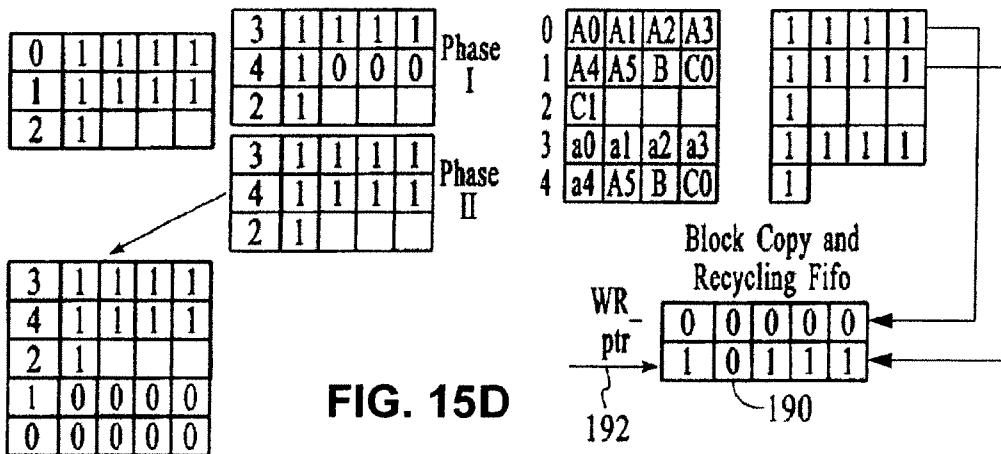 0 1 1 1 1
1 1 1 1 1
2 1
3 1 1 1 1
4 1 0 0 0
2 1
Phase
I
3 1 1 1 1
4 1 1 1 1
2 1
Phase
II
3 1 1 1 1
4 1 1 1 1
2 1
1 0 0 0 0
0 0 0 0 0
0 A0 A1 A2 A3
1 A4 A5 B C0
2 C1
3 a0 a1 a2 a3
4 a4 A5 B C0
1 1 1 1
1 1 1 1
1
1 1 1 1
1
Block Copy and
Recycling Fifo
0 0 0 0 0
1 0 1 1 1
WR_
ptr
192
190
FIG. 15D